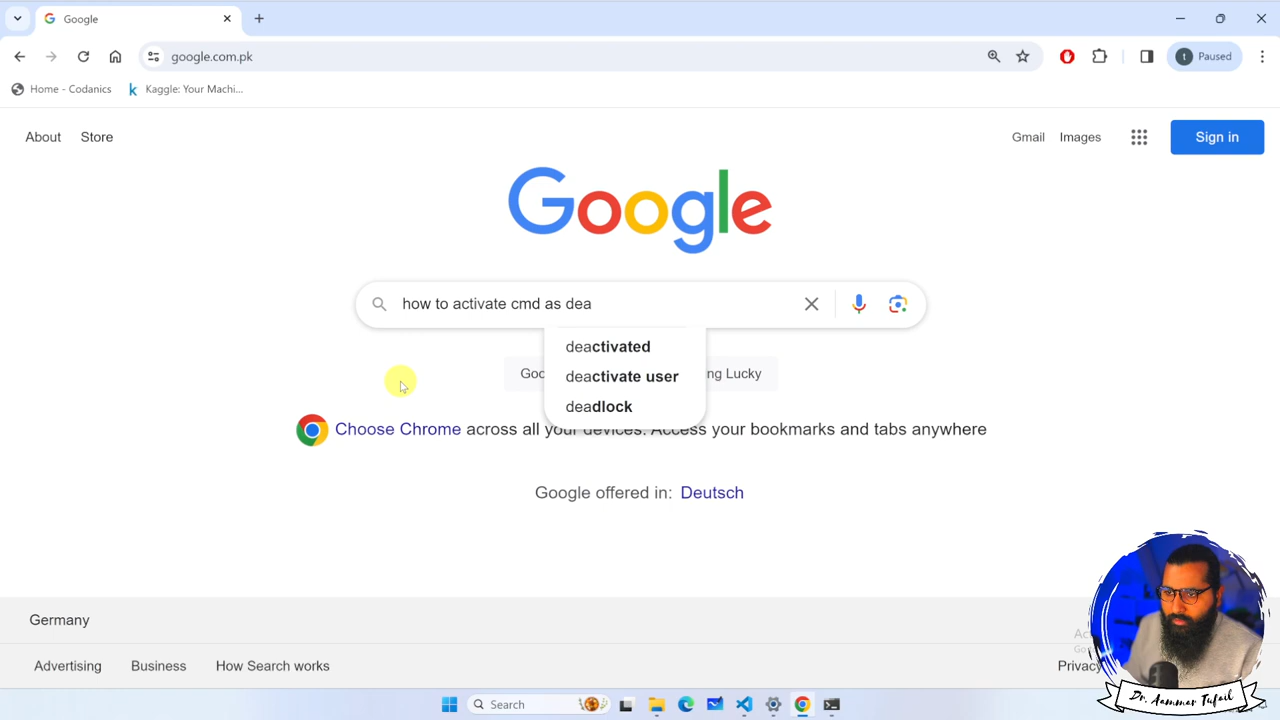 Google
google.com.pk
Paused
Home - Codanics
Kaggle: Your Machi...
About
Store
Gmail
Images
Sign in
Google
how to activate cmd as dea
deactivated
deactivate user
deadlock
Goo
ng Lucky
Choose Chrome across all your devices. Access your bookmarks and tabs anywhere
Google offered in: Deutsch
Germany
Advertising
Business
How Search works
Privacy
Search
Dr. Aammar Tufail